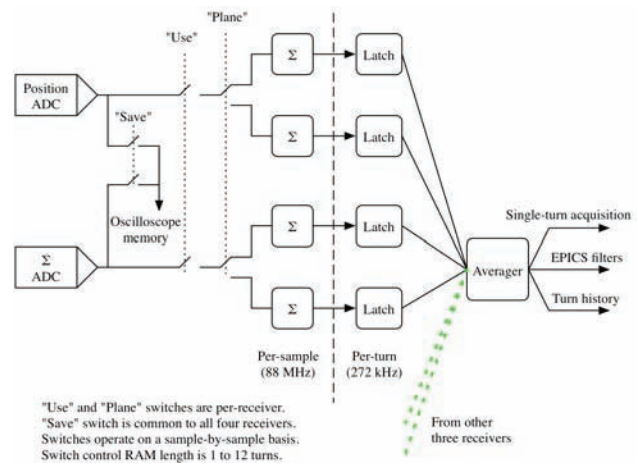 "Plane"
"Use"
Position
ADC
"Save"
Oscilloscope
memory
Σ
ADC
Σ
Latch
Σ
Latch
Σ
Latch
Σ
Latch
Averager
Single-turn acquisition
EPICS filters
Turn history
Per-sample
(88 MHz)
Per-turn
(272 kHz)
From other
three receivers
"Use" and "Plane" switches are per-receiver.
"Save" switch is common to all four receivers.
Switches operate on a sample-by-sample basis.
Switch control RAM length is 1 to 12 turns.